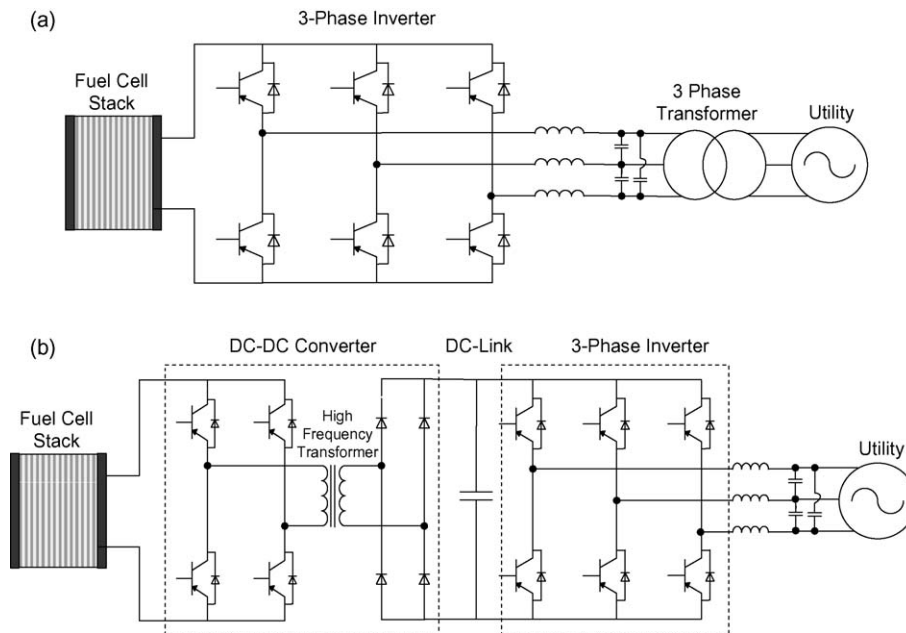 (a)
3-Phase Inverter
Fuel Cell
Stack
3 Phase
Transformer
Utility
(b)
DC-DC Converter
DC-Link
3-Phase Inverter
Fuel Cell
Stack
High
Frequency
Transformer
Utility